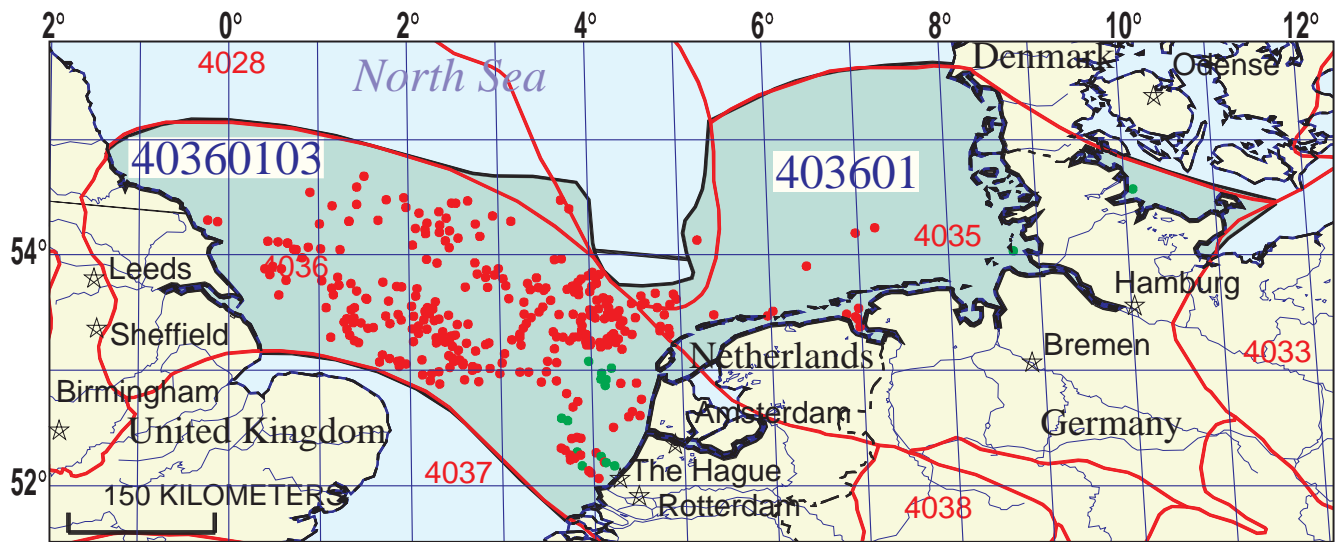 2° 0° 2° 4° 6° 8° 10° 12°
4028
North Sea
Denmark
Odense
40360103
403601
54°
4036
4035
Leeds
Hamburg
Sheffield
Netherlands
Bremen
4033
Birmingham
Amsterdam
United Kingdom
Germany
52°
4037
The Hague
150 KILOMETERS
Rotterdam
4038